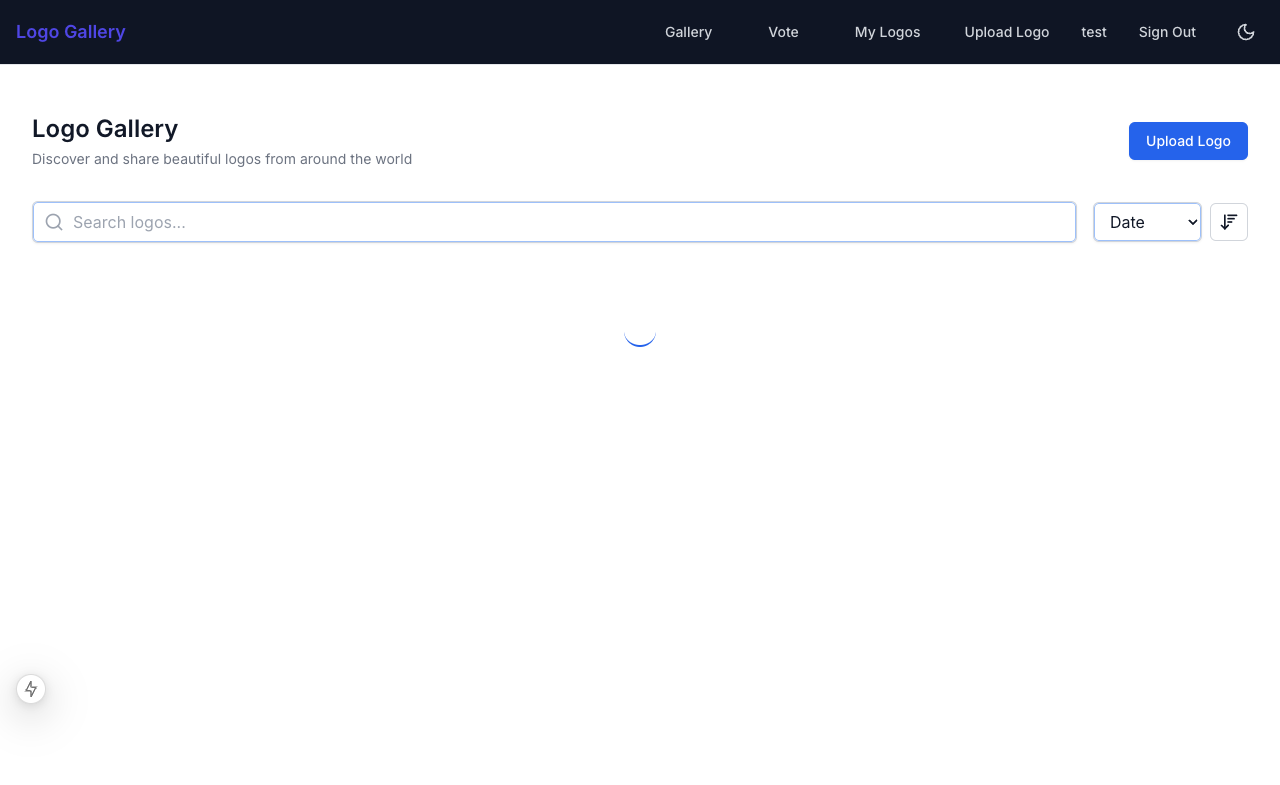 Logo Gallery
Gallery
Vote
My Logos
Upload Logo
test
Sign Out
Logo Gallery
Discover and share beautiful logos from around the world
Upload Logo
Search logos...
Date